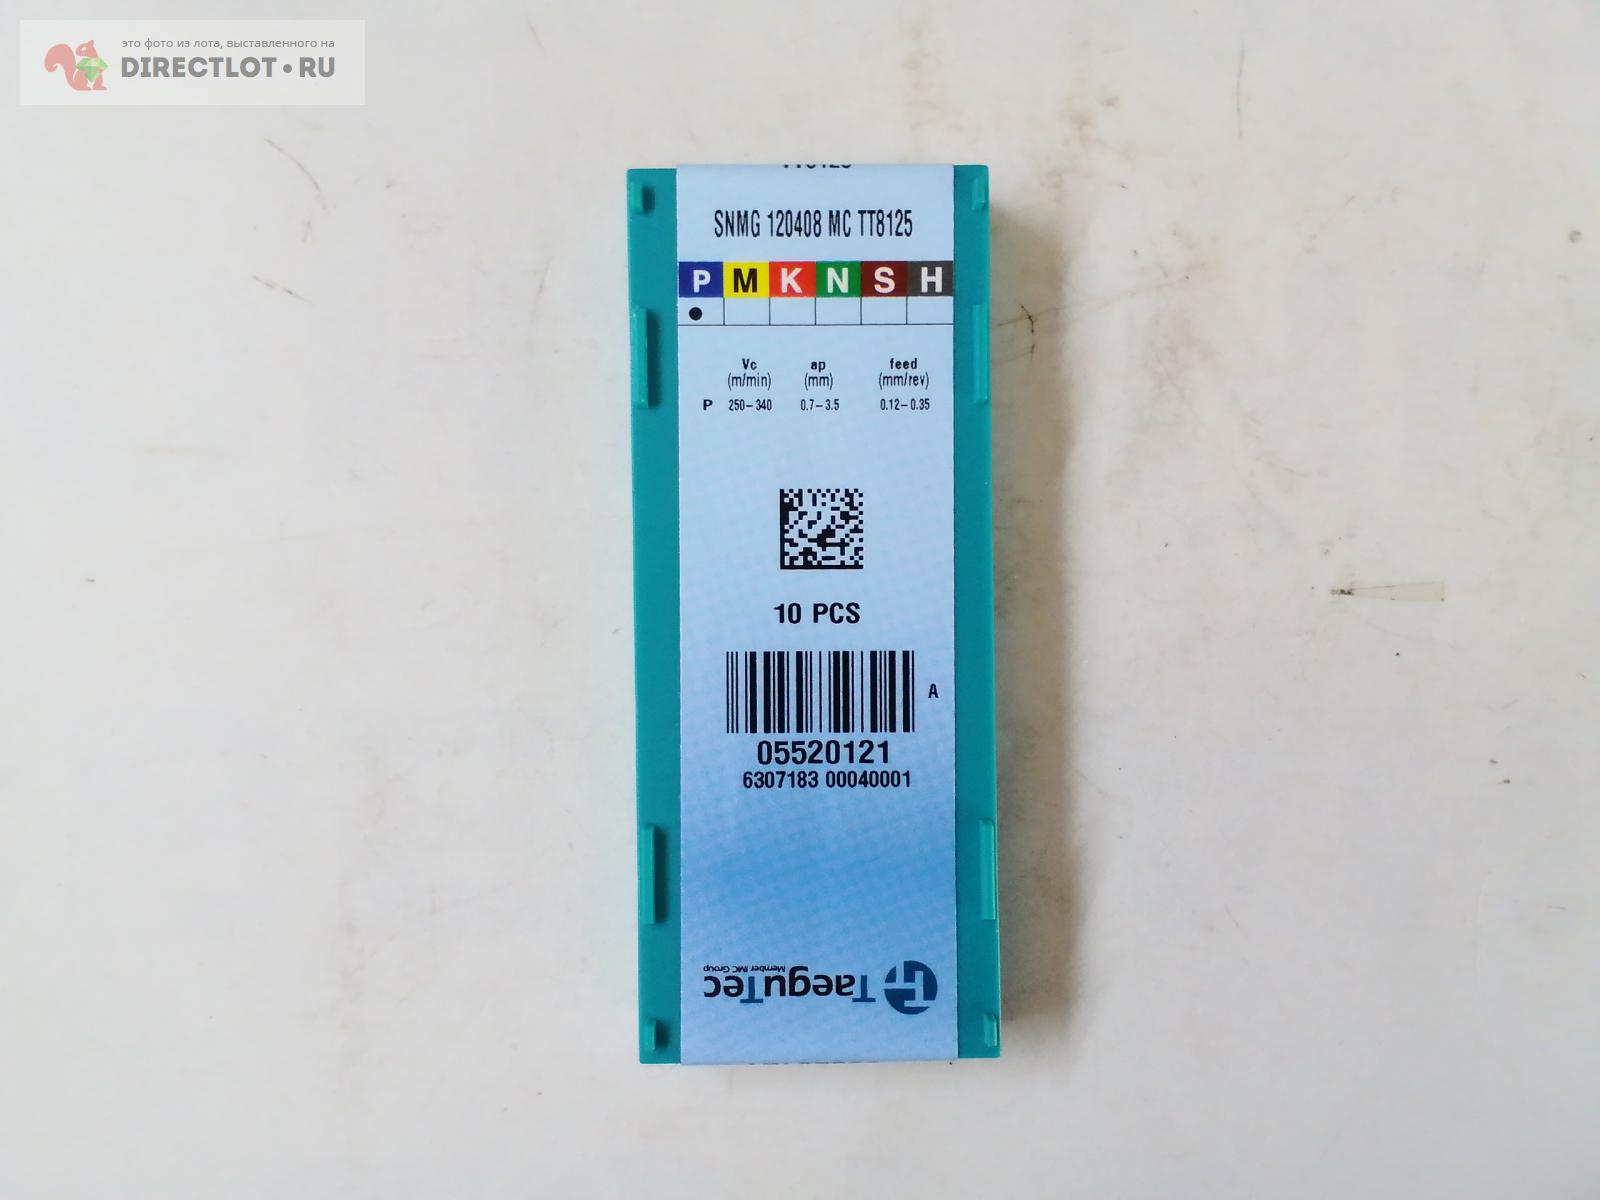 это фото из лота, выставленного на
DIRECTLOT•RU
SNMG 120408 MC TT8125
P M K N S H
Vc ap feed
(m/min) (mm) (mm/rev)
P 250–340 0.7–3.5 0.12–0.35
10 PCS
A
05520121
6307183 00040001
TaeguTec
Member IMC Group